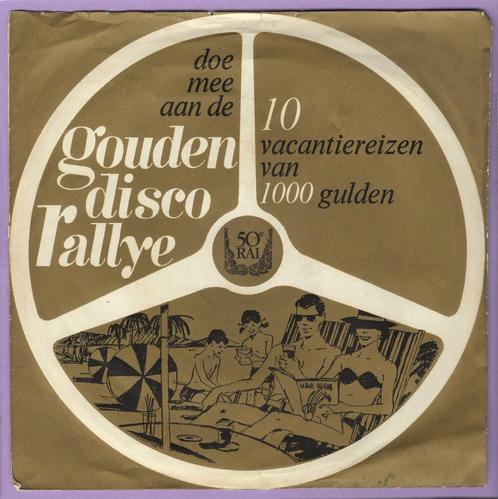 doe
mee
aan de
gouden
disco
rallye
10
vacantiereizen
van
1000 gulden
50e
RAI